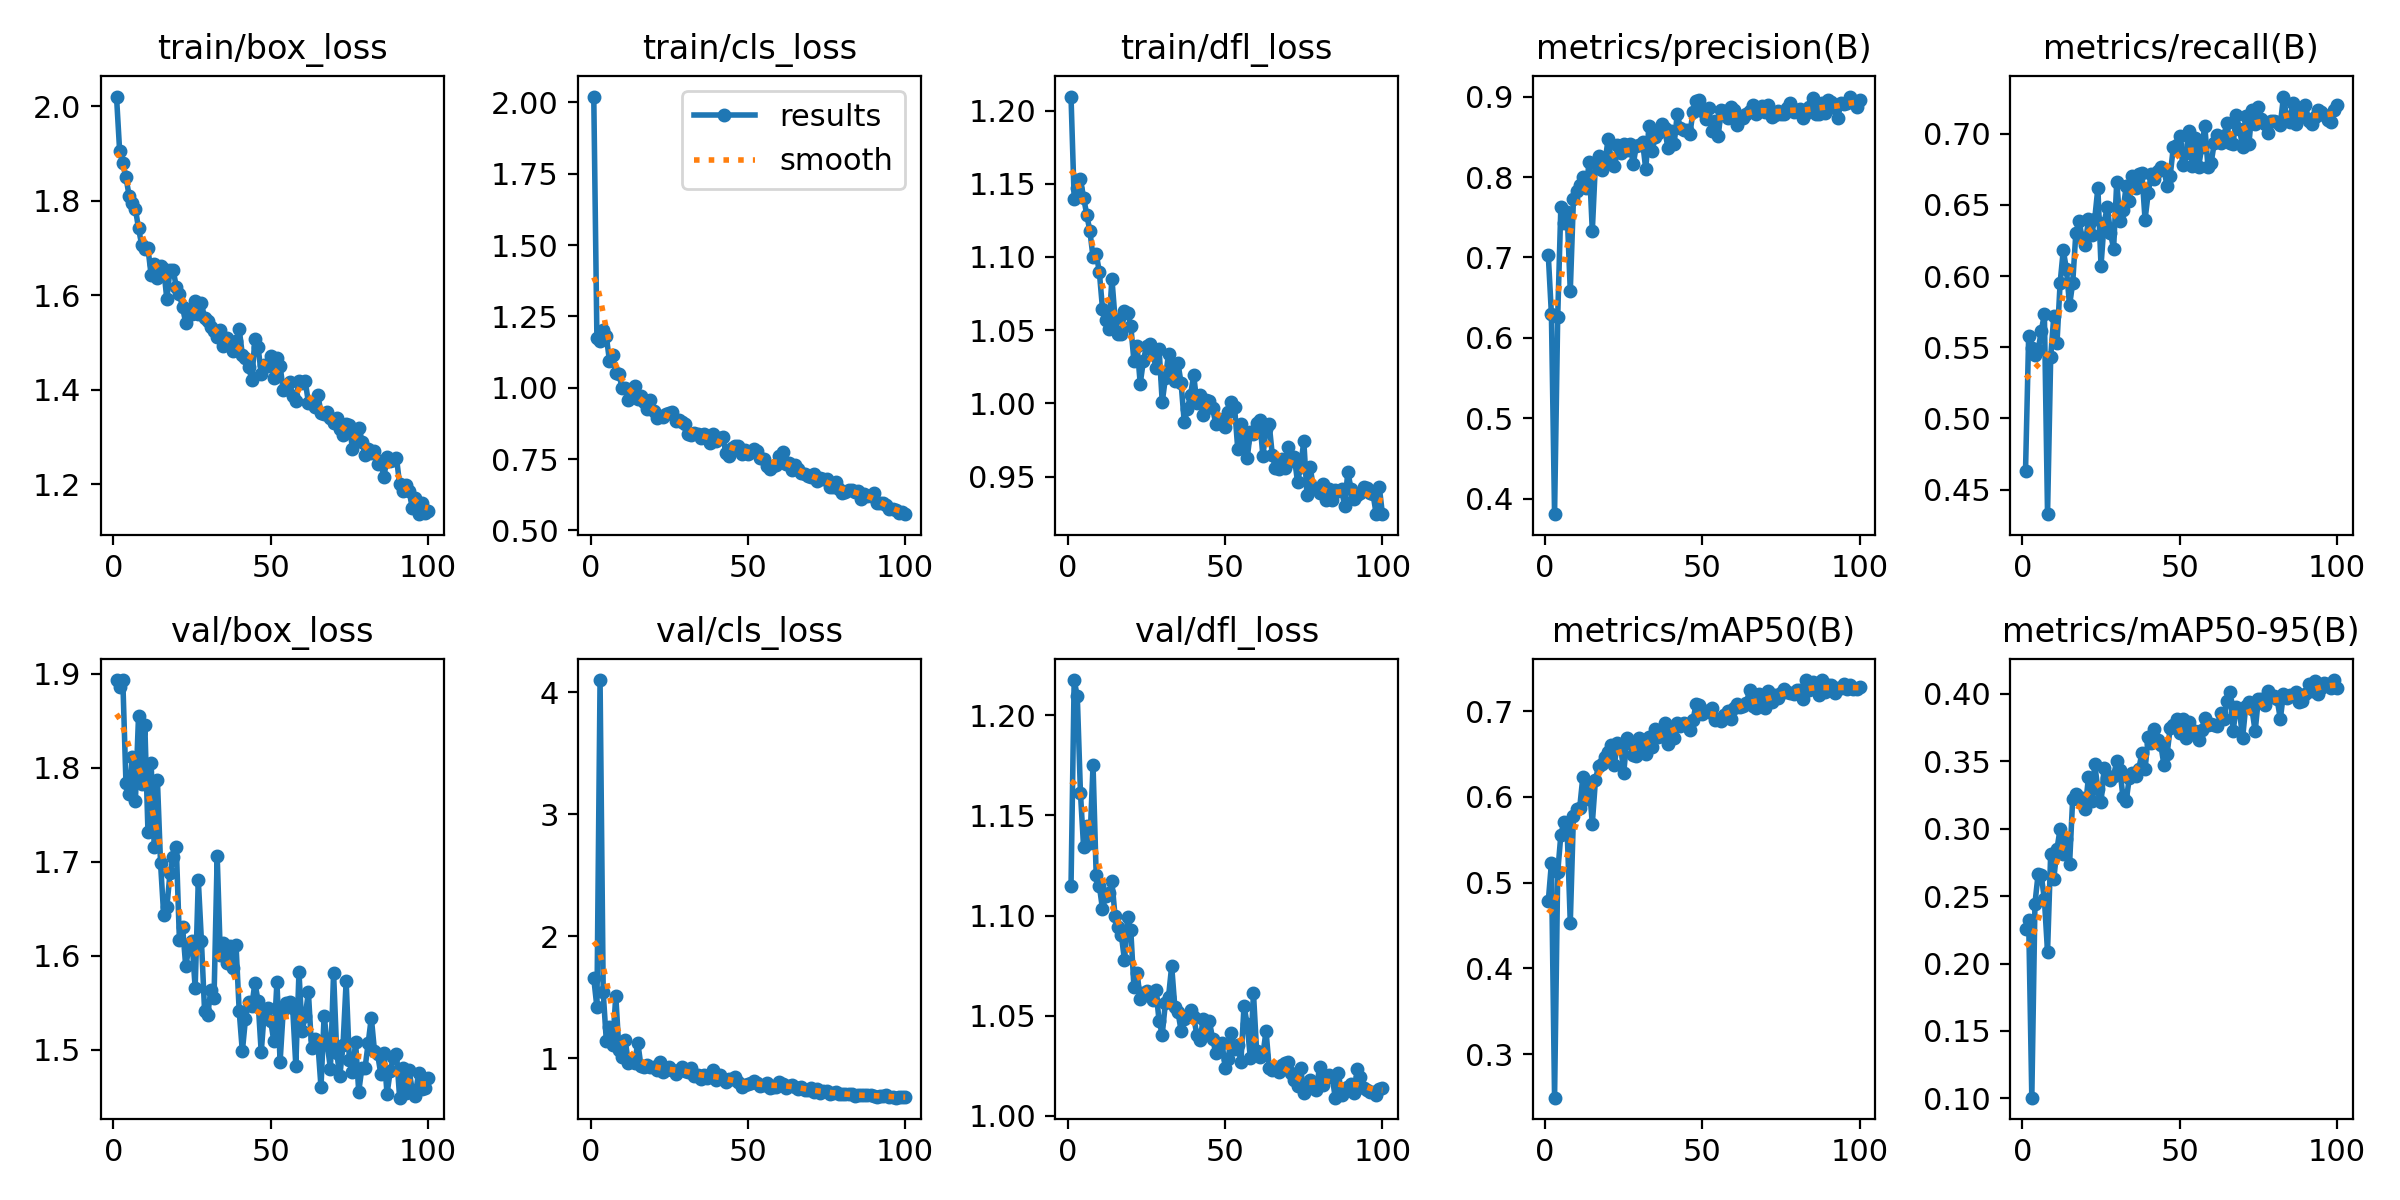 train/box_loss
2.0
1.8
1.6
1.4
1.2
0 50 100
train/cls_loss
results
smooth
2.00
1.75
1.50
1.25
1.00
0.75
0.50
0 50 100
train/dfl_loss
1.20
1.15
1.10
1.05
1.00
0.95
0 50 100
metrics/precision(B)
0.9
0.8
0.7
0.6
0.5
0.4
0 50 100
metrics/recall(B)
0.70
0.65
0.60
0.55
0.50
0.45
0 50 100
val/box_loss
1.9
1.8
1.7
1.6
1.5
0 50 100
val/cls_loss
4
3
2
1
0 50 100
val/dfl_loss
1.20
1.15
1.10
1.05
1.00
0 50 100
metrics/mAP50(B)
0.7
0.6
0.5
0.4
0.3
0 50 100
metrics/mAP50-95(B)
0.40
0.35
0.30
0.25
0.20
0.15
0.10
0 50 100